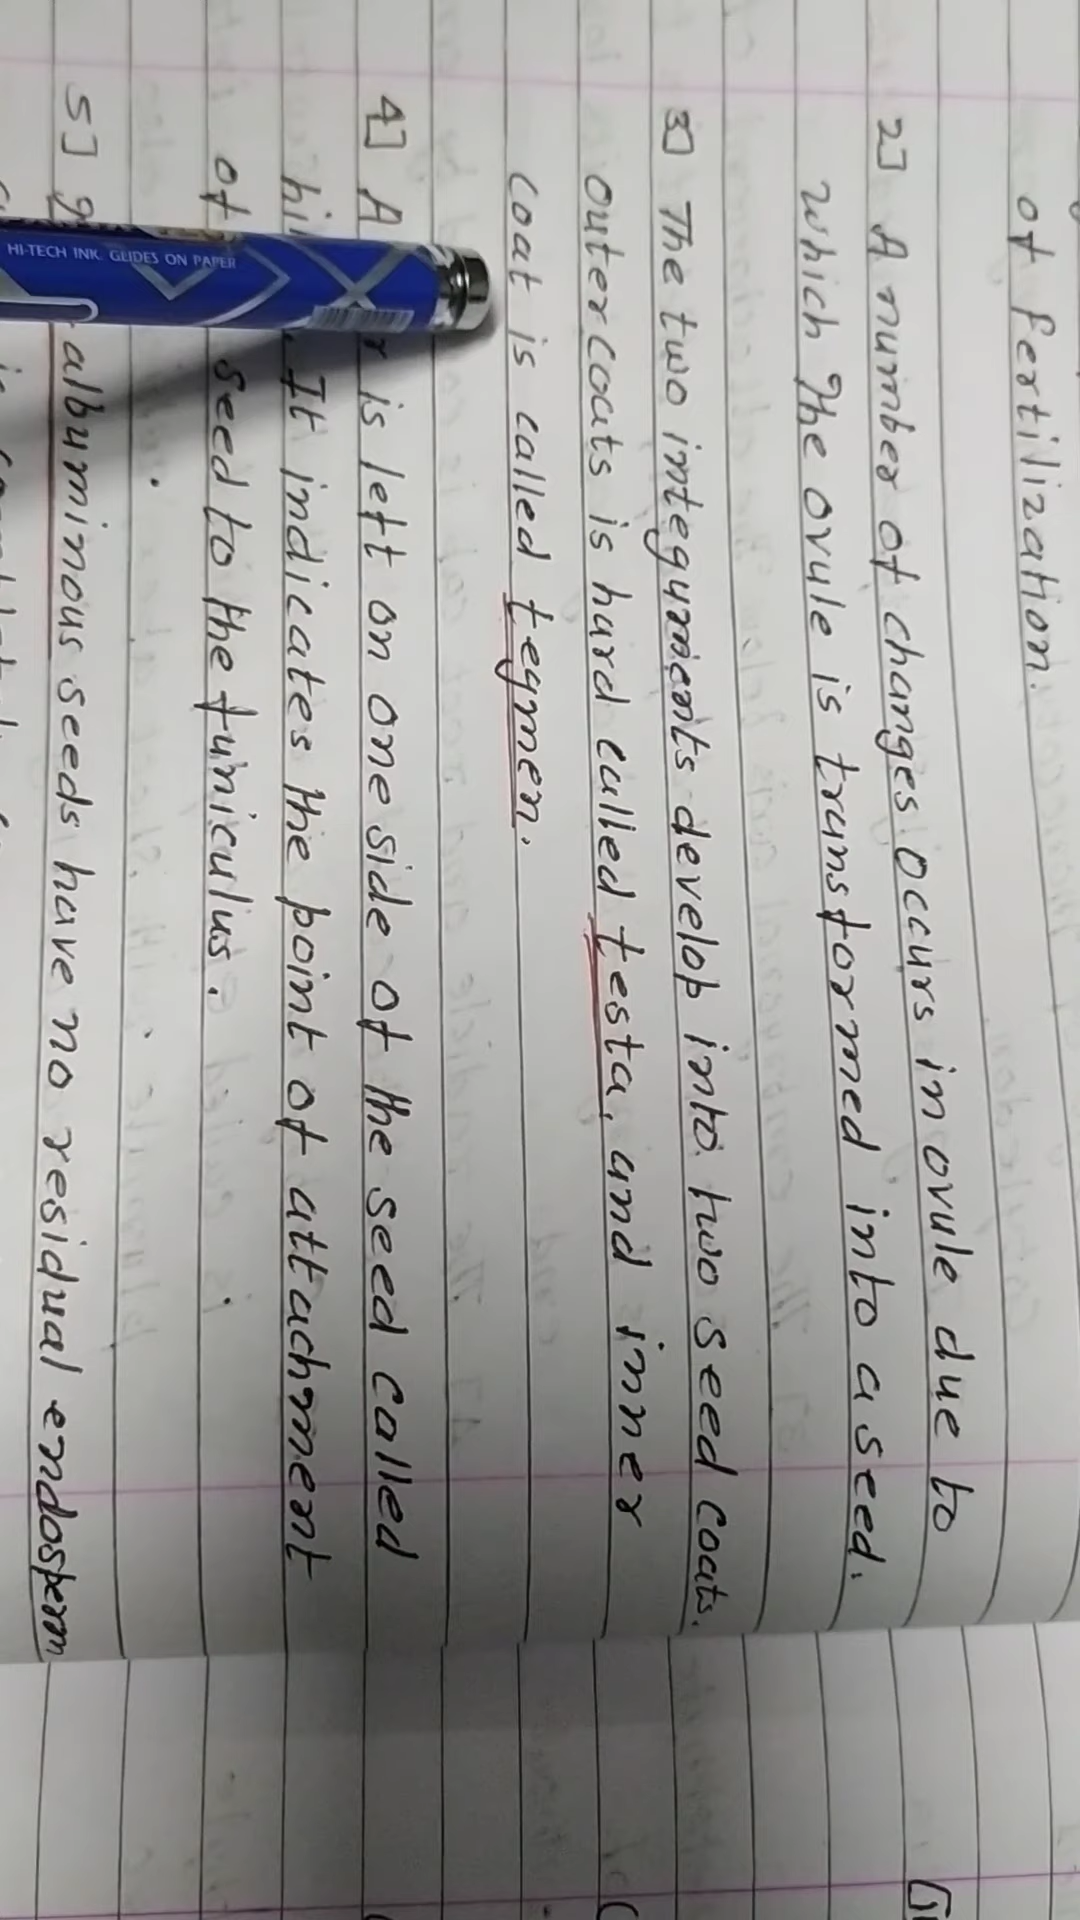 of fertilization.
2] A number of changes occurs in ovule due to
which the ovule is transformed into a seed.
3] The two integuments develop into two seed coats.
outer coats is hard called testa, and inner
coat is called tegmen.
4] A is left on one side of the seed called
It indicates the point of attachment
of seed to the funiculus.
5] albuminous seeds have no residual endosperm
HI-TECH INK. GLIDES ON PAPER